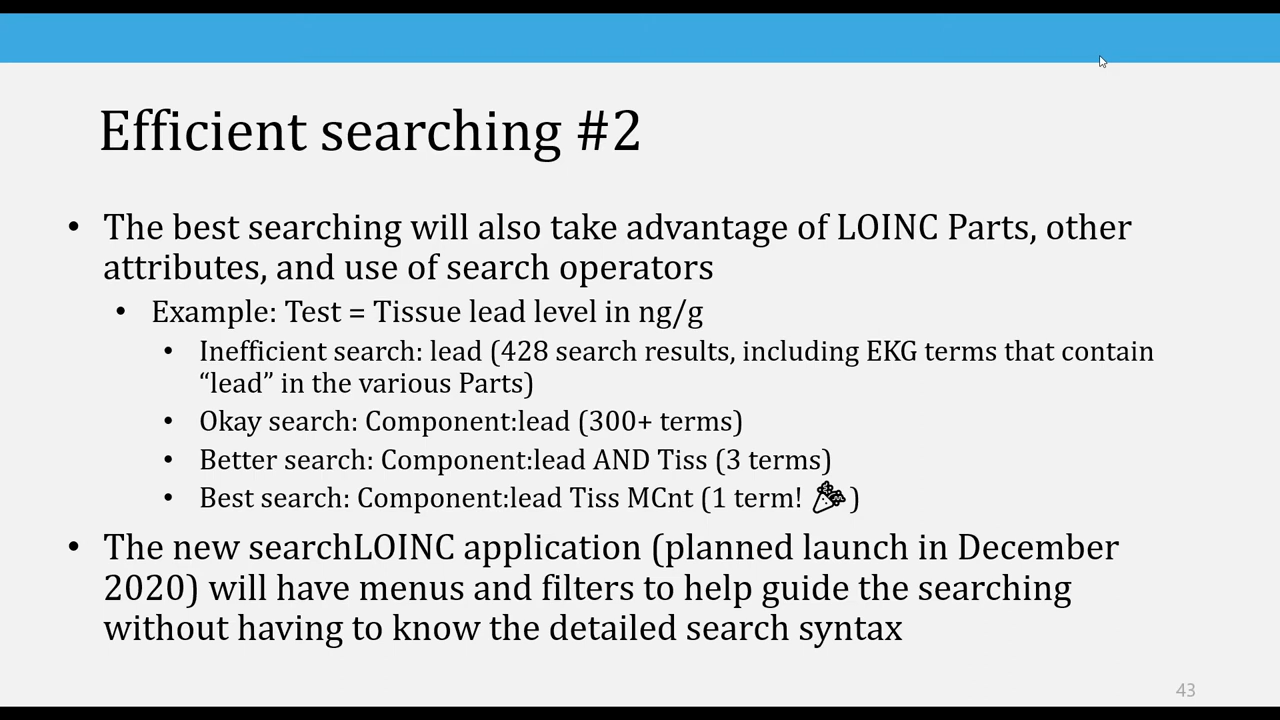 Efficient searching #2
• The best searching will also take advantage of LOINC Parts, other
attributes, and use of search operators
• Example: Test = Tissue lead level in ng/g
• Inefficient search: lead (428 search results, including EKG terms that contain
“lead” in the various Parts)
• Okay search: Component:lead (300+ terms)
• Better search: Component:lead AND Tiss (3 terms)
• Best search: Component:lead Tiss MCnt (1 term! )
• The new searchLOINC application (planned launch in December
2020) will have menus and filters to help guide the searching
without having to know the detailed search syntax
43